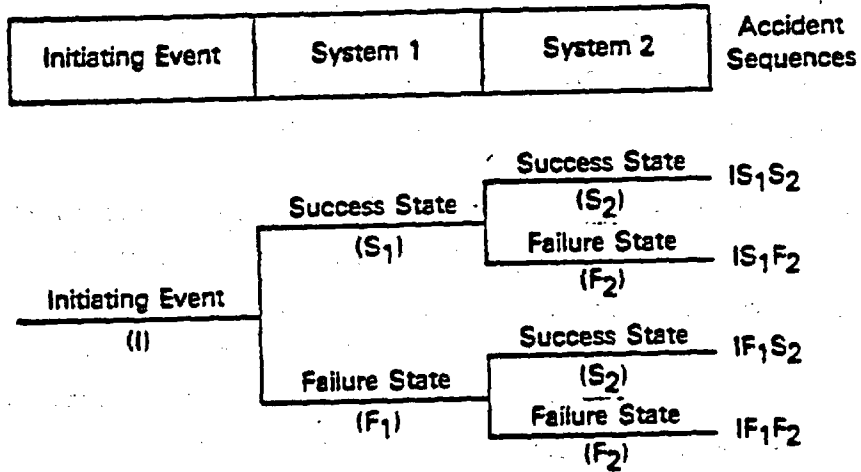 Initiating Event
System 1
System 2
Accident
Sequences
Success State
(S₂)
IS₁S₂
Success State
(S₁)
Failure State
(F₂)
IS₁F₂
Initiating Event
(I)
Success State
(S₂)
IF₁S₂
Failure State
(F₁)
Failure State
(F₂)
IF₁F₂